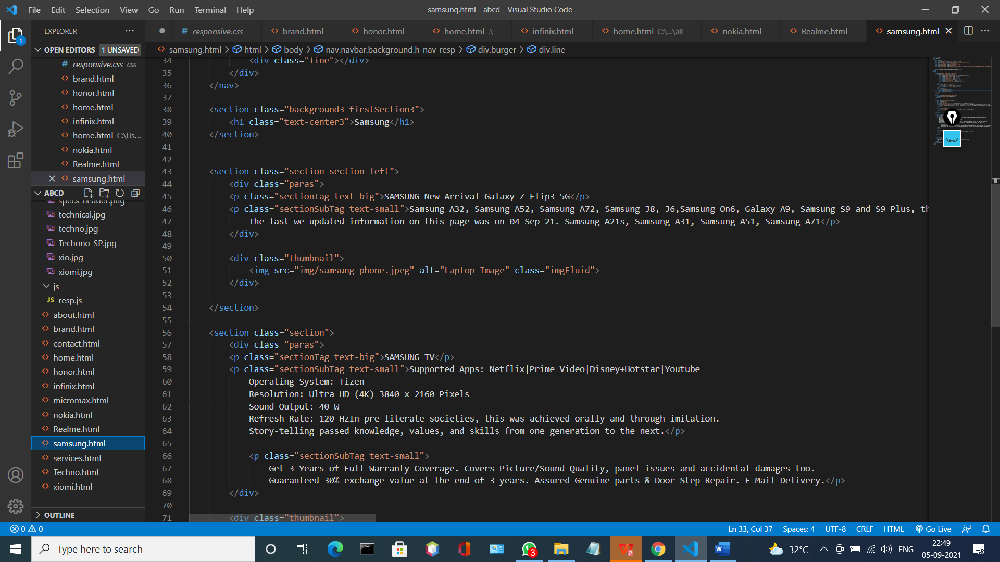 File Edit Selection View Go Run Terminal Help
samsung.html - abcd - Visual Studio Code
EXPLORER
# responsive.css
<> brand.html
<> honor.html
<> home.html .\
<> infinix.html
<> home.html C:\...\all
<> nokia.html
<> Realme.html
<> samsung.html
OPEN EDITORS 1 UNSAVED
samsung.html > html > body > nav.navbar.background.h-nav-resp > div.burger > div.line
# responsive.css css
<> brand.html
<> honor.html
<> home.html
<> infinix.html
<> home.html C:\Us...
<> nokia.html
<> Realme.html
<> samsung.html
ABCD
specs-header.png
technical.jpg
techno.jpg
Techono_SP.jpg
xio.jpg
xiomi.jpg
js
JS resp.js
<> about.html
<> brand.html
<> contact.html
<> home.html
<> honor.html
<> infinix.html
<> micromax.html
<> nokia.html
<> Realme.html
<> samsung.html
<> services.html
<> Techno.html
<> xiomi.html
OUTLINE
34 <div class="line"></div>
35 </div>
36 </nav>
37
38 <section class="background3 firstSection3">
39 <h1 class="text-center3">Samsung</h1>
40 </section>
41
42
43 <section class="section section-left">
44 <div class="paras">
45 <p class="sectionTag text-big">SAMSUNG New Arrival Galaxy Z Flip3 5G</p>
46 <p class="sectionSubTag text-small">Samsung A32, Samsung A52, Samsung A72, Samsung J8, J6,Samsung On6, Galaxy A9, Samsung S9 and S9 Plus, th
47 The last we updated information on this page was on 04-Sep-21. Samsung A21s, Samsung A31, Samsung A51, Samsung A71</p>
48 </div>
49
50 <div class="thumbnail">
51 <img src="img/samsung_phone.jpeg" alt="Laptop Image" class="imgFluid">
52 </div>
53
54 </section>
55
56 <section class="section">
57 <div class="paras">
58 <p class="sectionTag text-big">SAMSUNG TV</p>
59 <p class="sectionSubTag text-small">Supported Apps: Netflix|Prime Video|Disney+Hotstar|Youtube
60 Operating System: Tizen
61 Resolution: Ultra HD (4K) 3840 x 2160 Pixels
62 Sound Output: 40 W
63 Refresh Rate: 120 HzIn pre-literate societies, this was achieved orally and through imitation.
64 Story-telling passed knowledge, values, and skills from one generation to the next.</p>
65
66 <p class="sectionSubTag text-small">
67 Get 3 Years of Full Warranty Coverage. Covers Picture/Sound Quality, panel issues and accidental damages too.
68 Guaranteed 30% exchange value at the end of 3 years. Assured Genuine parts & Door-Step Repair. E-Mail Delivery.</p>
69 </div>
70
71 <div class="thumbnail">
0 0
Ln 33, Col 37 Spaces: 4 UTF-8 CRLF HTML Go Live
Type here to search
3
32°C
ENG
22:49
05-09-2021